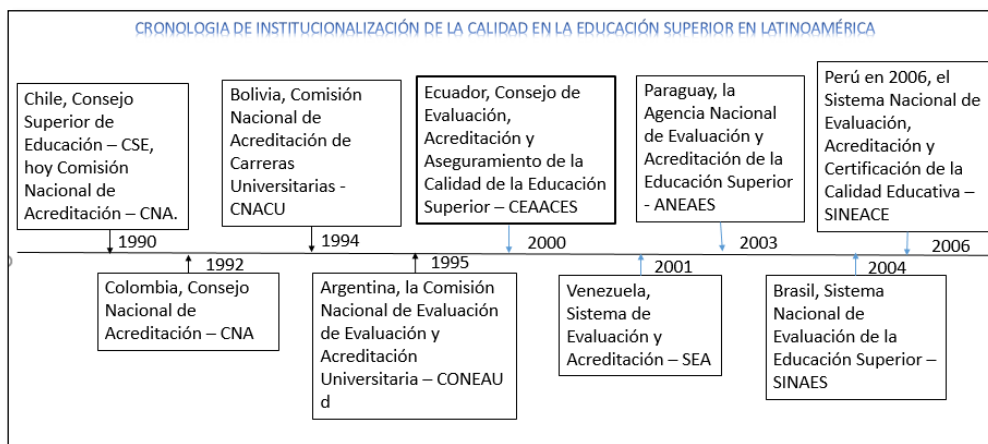 CRONOLOGIA DE INSTITUCIONALIZACIÓN DE LA CALIDAD EN LA EDUCACIÓN SUPERIOR EN LATINOAMÉRICA
Chile, Consejo
Superior de
Educación – CSE,
hoy Comisión
Nacional de
Acreditación – CNA.
1990
Colombia, Consejo
Nacional de
Acreditación – CNA
1992
Bolivia, Comisión
Nacional de
Acreditación de
Carreras
Universitarias -
CNACU
1994
Argentina, la Comisión
Nacional de Evaluación
de Evaluación y
Acreditación
Universitaria – CONEAU
d
1995
Ecuador, Consejo de
Evaluación,
Acreditación y
Aseguramiento de la
Calidad de la Educación
Superior – CEAACES
2000
Venezuela,
Sistema de
Evaluación y
Acreditación – SEA
2001
Paraguay, la
Agencia Nacional
de Evaluación y
Acreditación de la
Educación Superior
- ANEAES
2003
Brasil, Sistema
Nacional de
Evaluación de la
Educación Superior –
SINAES
2004
Perú en 2006, el
Sistema Nacional de
Evaluación,
Acreditación y
Certificación de la
Calidad Educativa –
SINEACE
2006